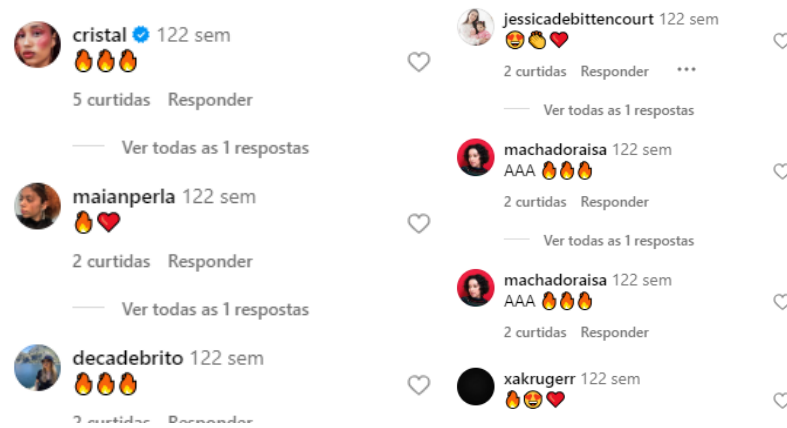 cristal 122 sem
🔥🔥🔥
5 curtidas Responder
Ver todas as 1 respostas
maianperla 122 sem
🔥❤️
2 curtidas Responder
Ver todas as 1 respostas
decadebrito 122 sem
🔥🔥🔥
2 curtidas Responder
jessicadebittencourt 122 sem
😍👏❤️
2 curtidas Responder •••
Ver todas as 1 respostas
machadoraisa 122 sem
AAA 🔥🔥🔥
2 curtidas Responder
Ver todas as 1 respostas
machadoraisa 122 sem
AAA 🔥🔥🔥
2 curtidas Responder
xakrugerr 122 sem
🔥😍❤️